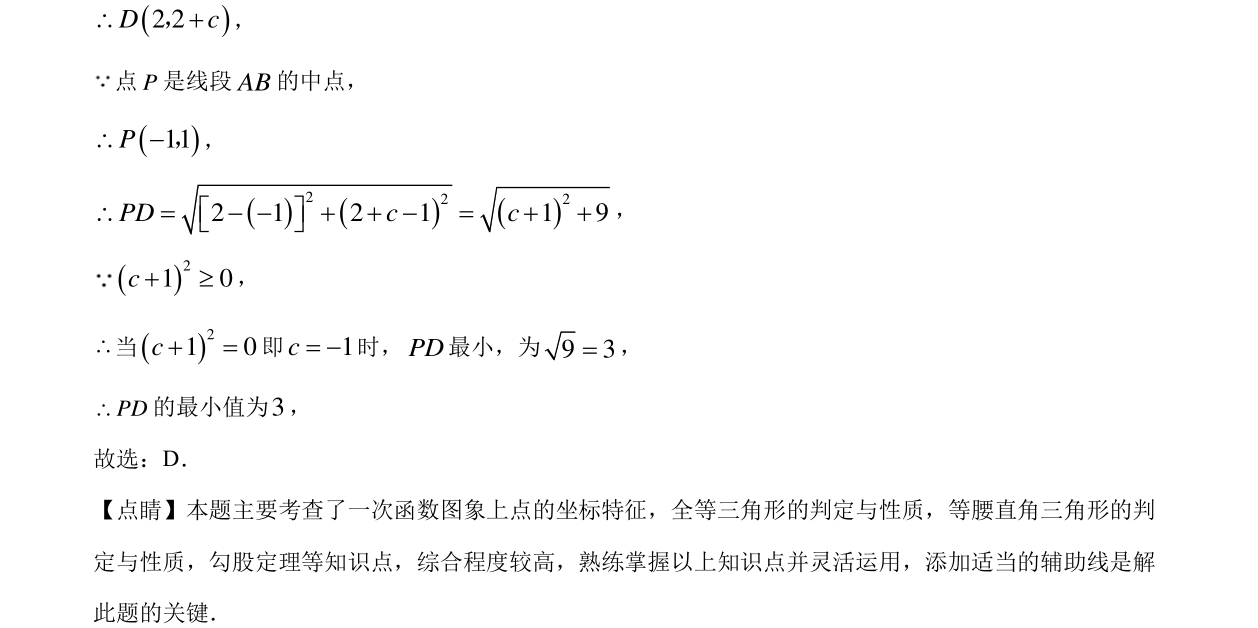 ∴D(2,2+c)，
∵点 P 是线段 AB 的中点，
∴P(−1,1)，
∴PD=√([2−(−1)]²+(2+c−1)²)=√((c+1)²+9)，
∵(c+1)²≥0，
∴当(c+1)²=0即c=−1时，PD最小，为√9=3，
∴PD 的最小值为3，
故选：D．
【点睛】本题主要考查了一次函数图象上点的坐标特征，全等三角形的判定与性质，等腰直角三角形的判
定与性质，勾股定理等知识点，综合程度较高，熟练掌握以上知识点并灵活运用，添加适当的辅助线是解
此题的关键．